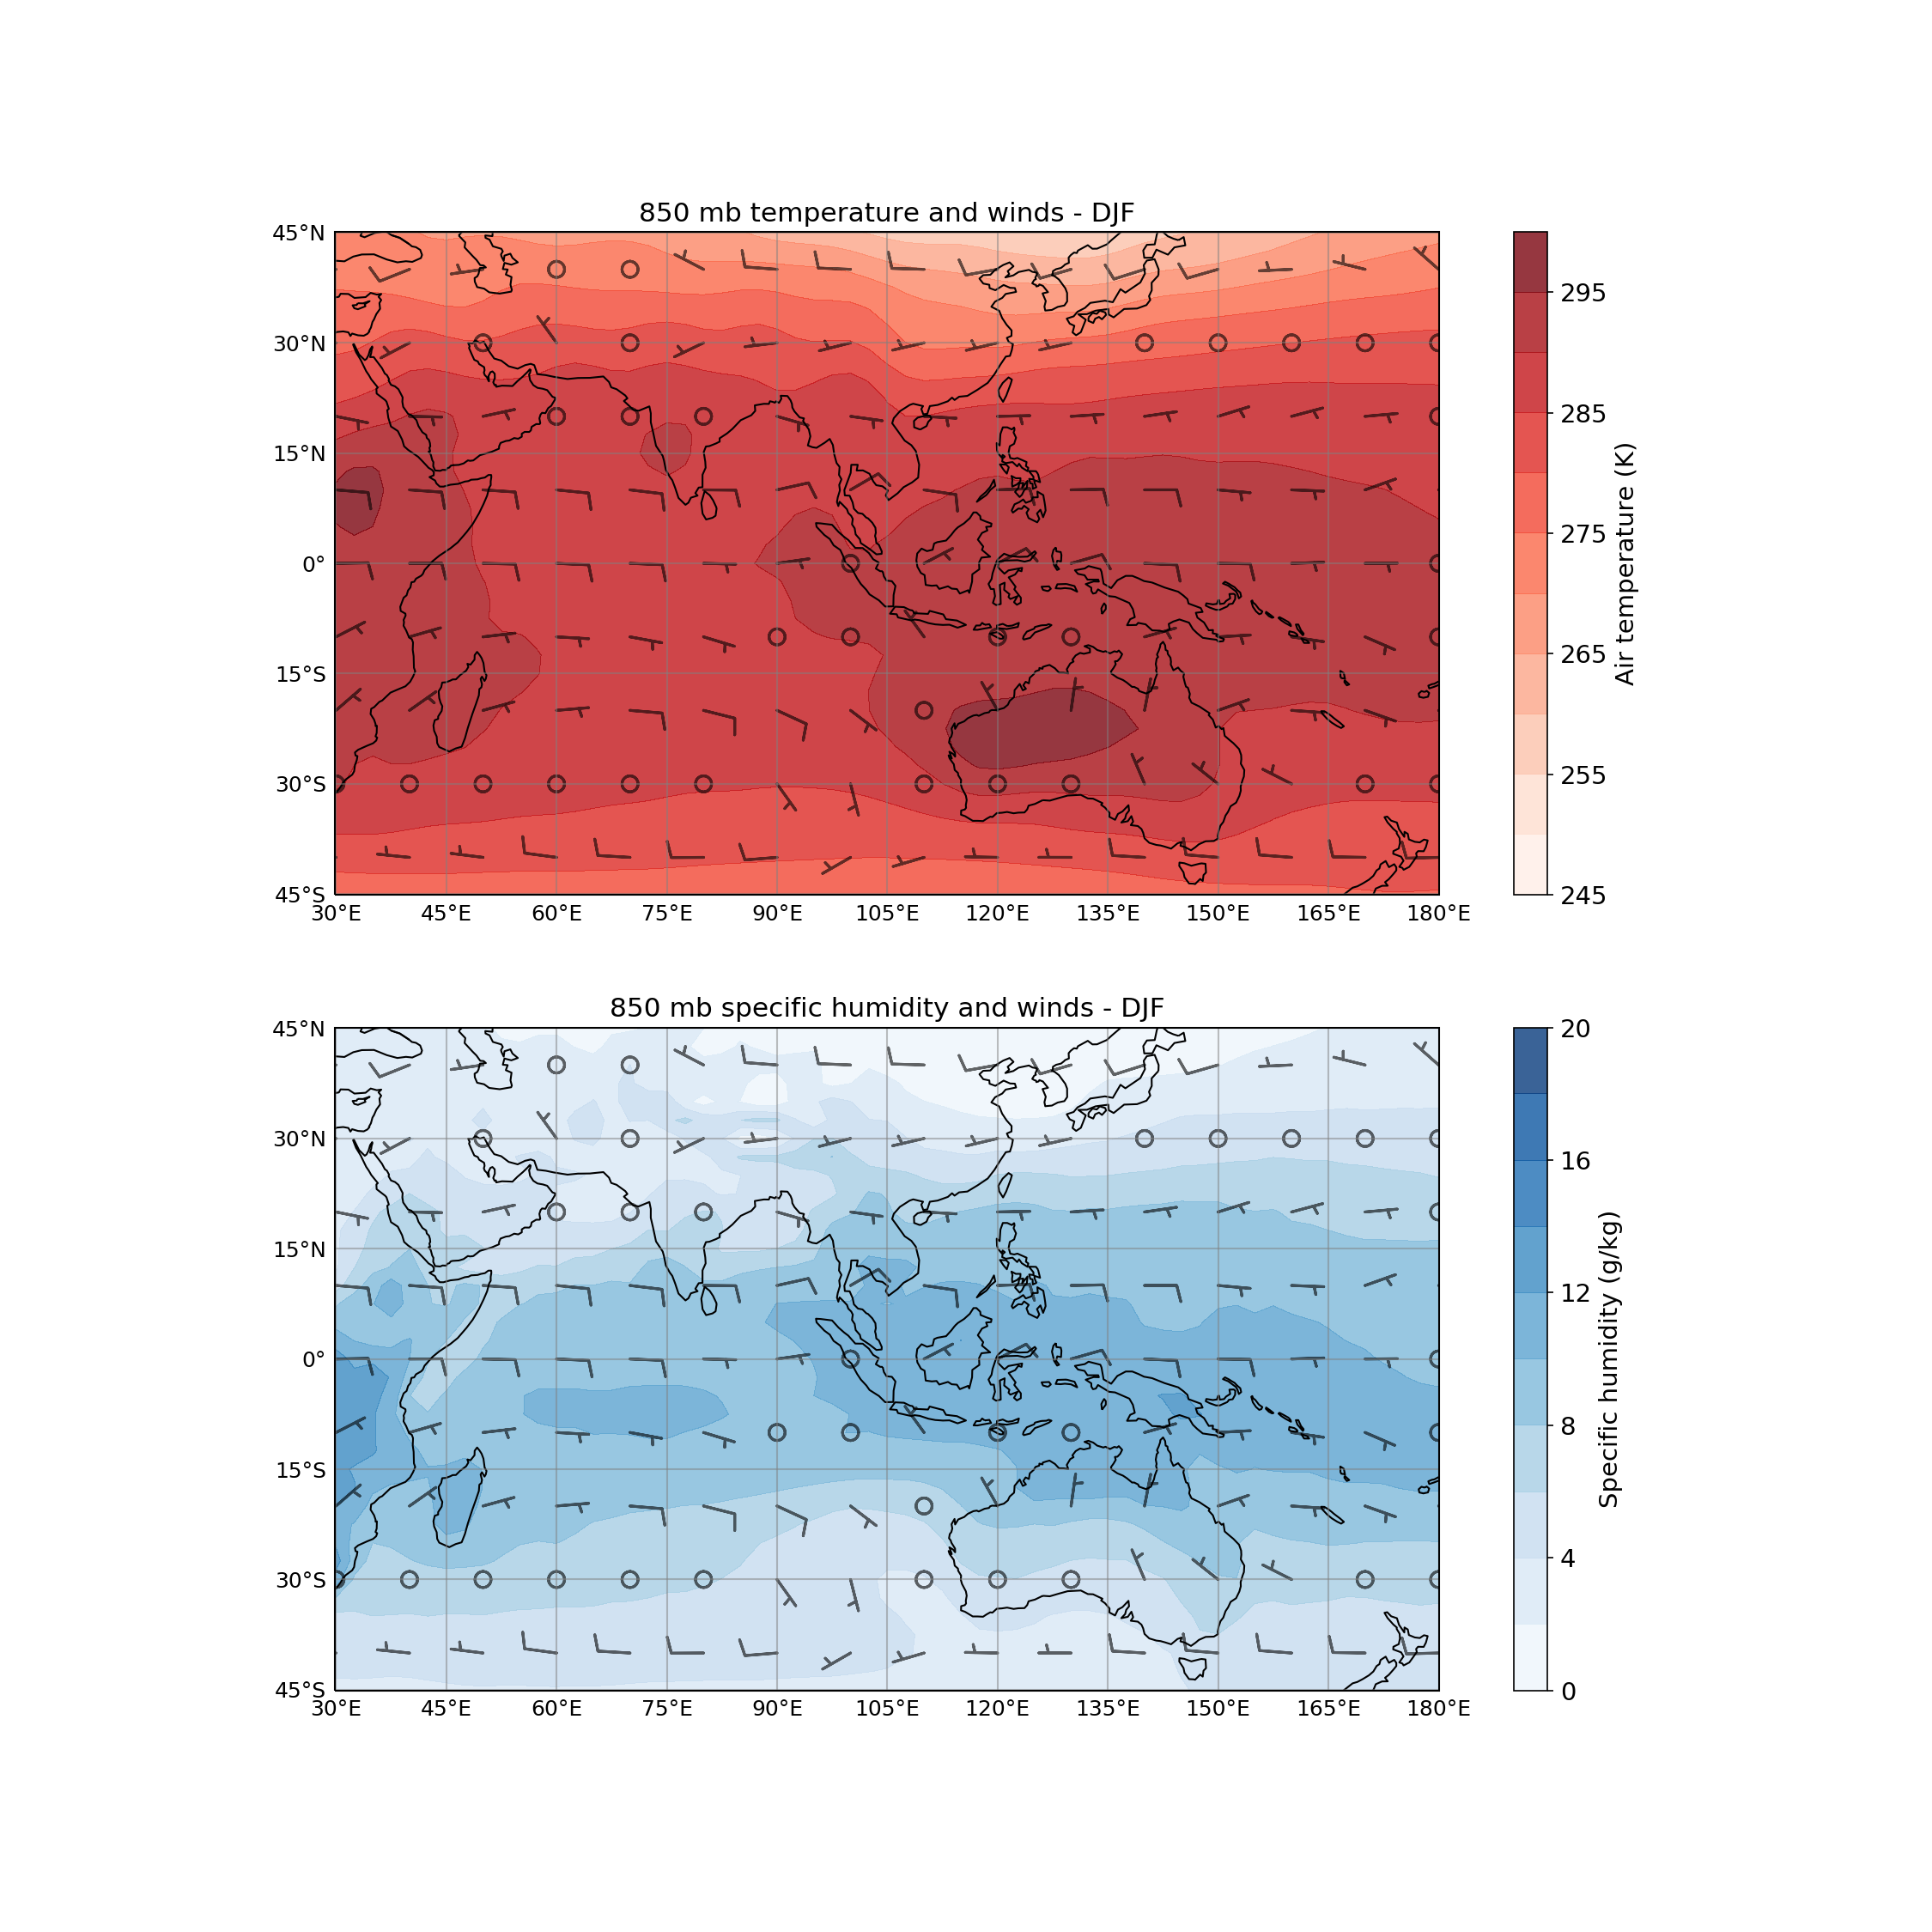 850 mb temperature and winds - DJF
45°N
30°N
15°N
0°
15°S
30°S
45°S
30°E 45°E 60°E 75°E 90°E 105°E 120°E 135°E 150°E 165°E 180°E
295
285
275
265
255
245
Air temperature (K)
850 mb specific humidity and winds - DJF
45°N
30°N
15°N
0°
15°S
30°S
45°S
30°E 45°E 60°E 75°E 90°E 105°E 120°E 135°E 150°E 165°E 180°E
20
16
12
8
4
0
Specific humidity (g/kg)